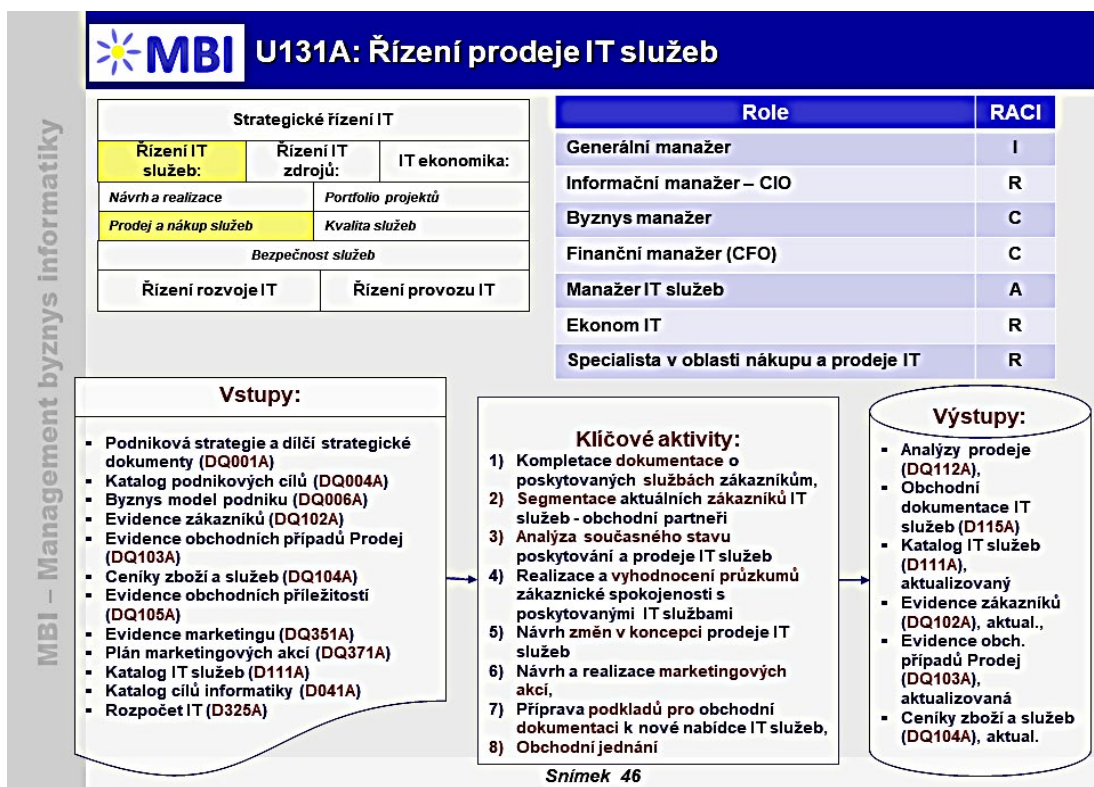 MBI
U131A: Řízení prodeje IT služeb
MBI – Management byznys informatiky
Strategické řízení IT
Řízení IT
služeb:
Řízení IT
zdrojů:
IT ekonomika:
Návrh a realizace
Portfolio projektů
Prodej a nákup služeb
Kvalita služeb
Bezpečnost služeb
Řízení rozvoje IT
Řízení provozu IT
Role RACI
Generální manažer I
Informační manažer – CIO R
Byznys manažer C
Finanční manažer (CFO) C
Manažer IT služeb A
Ekonom IT R
Specialista v oblasti nákupu a prodeje IT R
Vstupy:
▪ Podniková strategie a dílčí strategické
dokumenty (DQ001A)
▪ Katalog podnikových cílů (DQ004A)
▪ Byznys model podniku (DQ006A)
▪ Evidence zákazníků (DQ102A)
▪ Evidence obchodních případů Prodej
(DQ103A)
▪ Ceníky zboží a služeb (DQ104A)
▪ Evidence obchodních příležitostí
(DQ105A)
▪ Evidence marketingu (DQ351A)
▪ Plán marketingových akcí (DQ371A)
▪ Katalog IT služeb (D111A)
▪ Katalog cílů informatiky (D041A)
▪ Rozpočet IT (D325A)
Klíčové aktivity:
1) Kompletace dokumentace o
poskytovaných službách zákazníkům,
2) Segmentace aktuálních zákazníků IT
služeb - obchodní partneři
3) Analýza současného stavu
poskytování a prodeje IT služeb
4) Realizace a vyhodnocení průzkumů
zákaznické spokojenosti s
poskytovanými IT službami
5) Návrh změn v koncepci prodeje IT
služeb
6) Návrh a realizace marketingových
akcí,
7) Příprava podkladů pro obchodní
dokumentaci k nové nabídce IT služeb,
8) Obchodní jednání
Výstupy:
▪ Analýzy prodeje
(DQ112A),
▪ Obchodní
dokumentace IT
služeb (D115A)
▪ Katalog IT služeb
(D111A),
aktualizovaný
▪ Evidence zákazníků
(DQ102A), aktual.,
▪ Evidence obch.
případů Prodej
(DQ103A),
aktualizovaná
▪ Ceníky zboží a služeb
(DQ104A), aktual.
Snímek 46